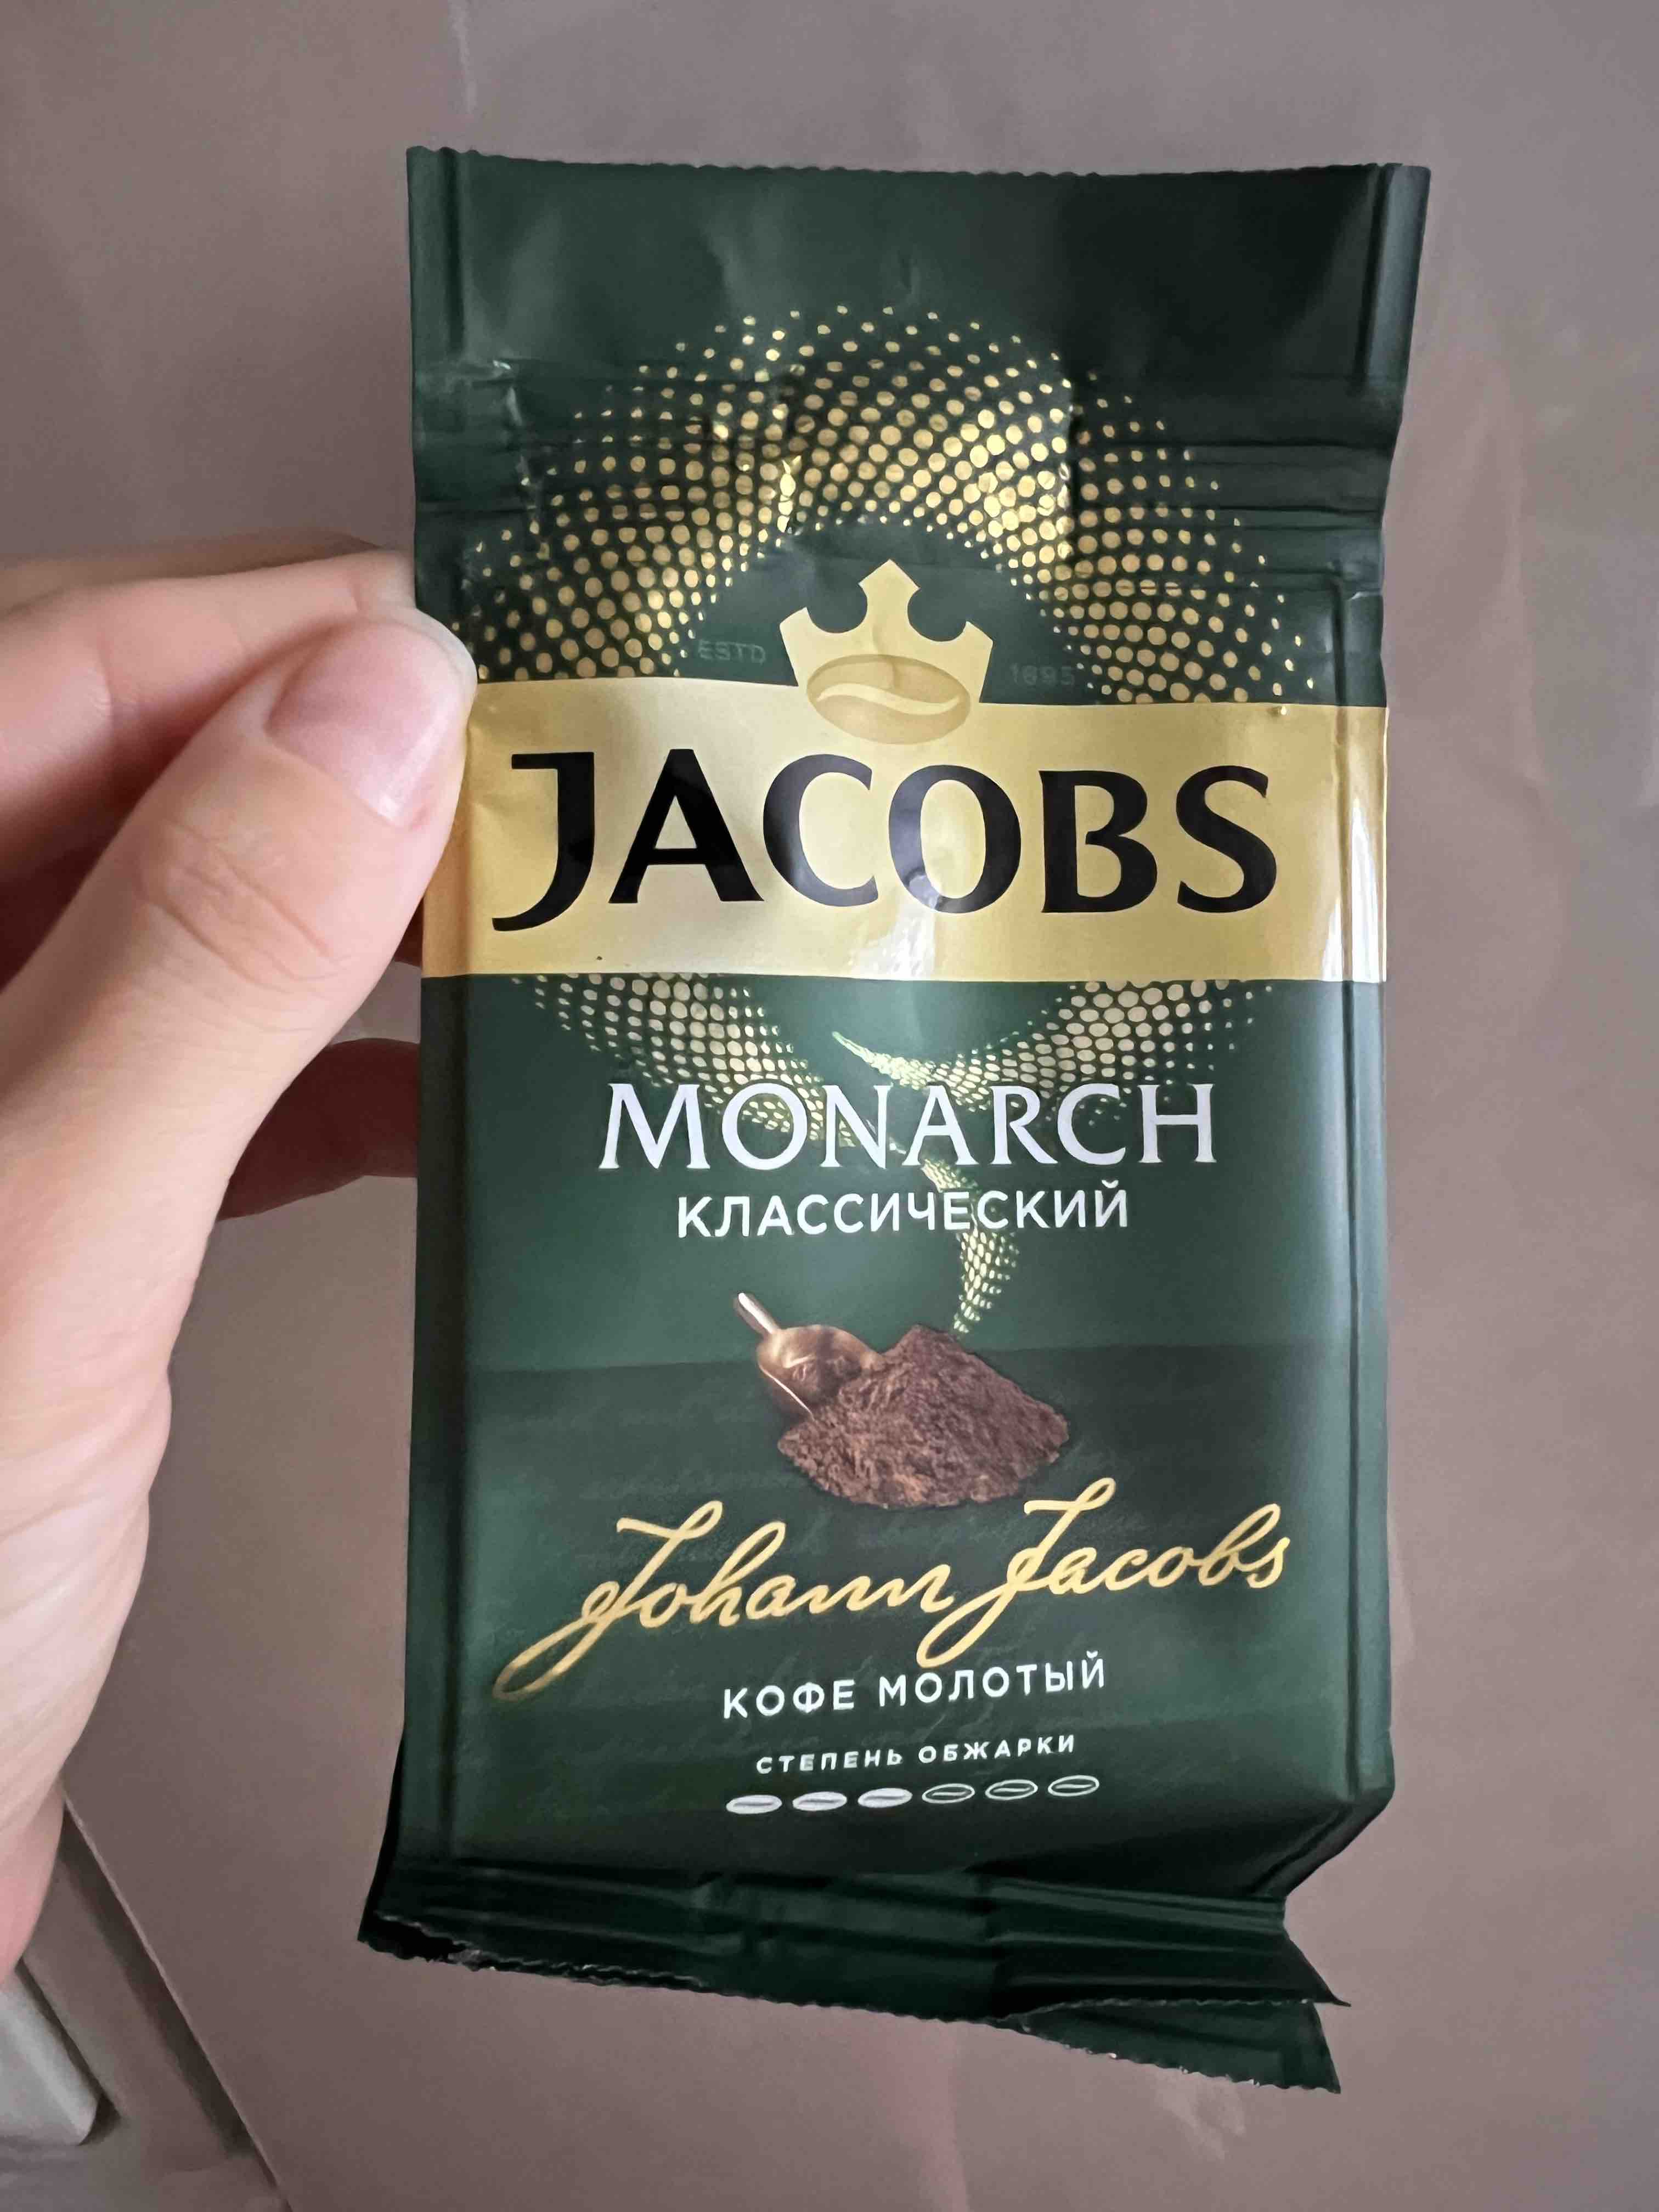 ESTD 1895
JACOBS
MONARCH
КЛАССИЧЕСКИЙ
Johann Jacobs
КОФЕ МОЛОТЫЙ
СТЕПЕНЬ ОБЖАРКИ